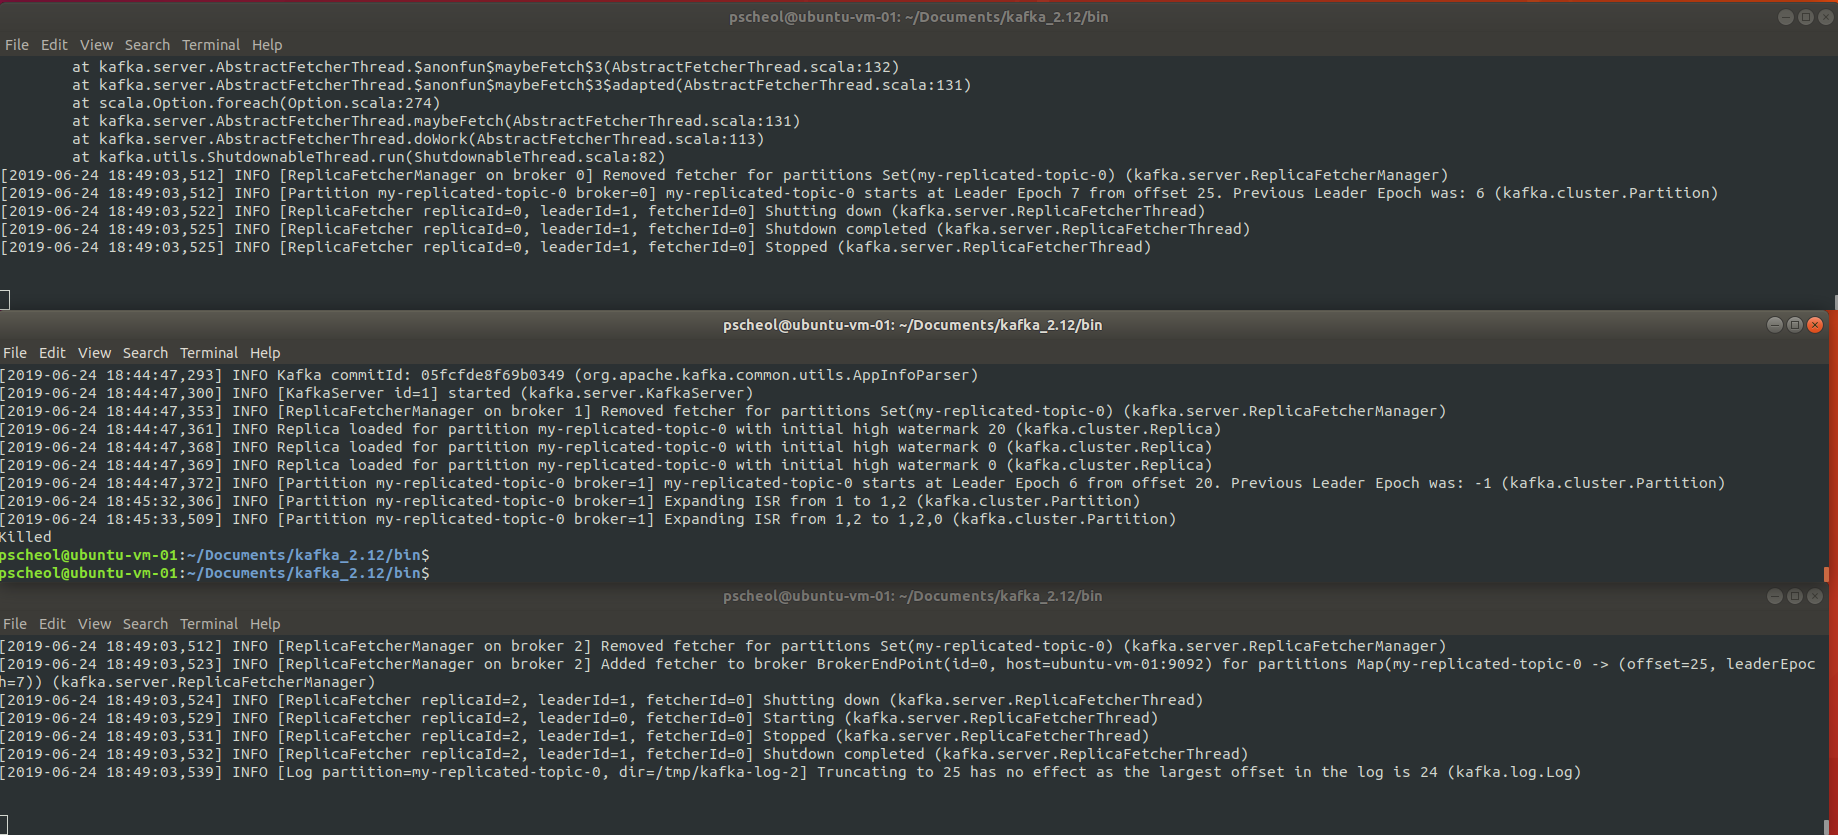 pscheol@ubuntu-vm-01: ~/Documents/kafka_2.12/bin
File Edit View Search Terminal Help
at kafka.server.AbstractFetcherThread.$anonfun$maybeFetch$3(AbstractFetcherThread.scala:132)
at kafka.server.AbstractFetcherThread.$anonfun$maybeFetch$3$adapted(AbstractFetcherThread.scala:131)
at scala.Option.foreach(Option.scala:274)
at kafka.server.AbstractFetcherThread.maybeFetch(AbstractFetcherThread.scala:131)
at kafka.server.AbstractFetcherThread.doWork(AbstractFetcherThread.scala:113)
at kafka.utils.ShutdownableThread.run(ShutdownableThread.scala:82)
[2019-06-24 18:49:03,512] INFO [ReplicaFetcherManager on broker 0] Removed fetcher for partitions Set(my-replicated-topic-0) (kafka.server.ReplicaFetcherManager)
[2019-06-24 18:49:03,512] INFO [Partition my-replicated-topic-0 broker=0] my-replicated-topic-0 starts at Leader Epoch 7 from offset 25. Previous Leader Epoch was: 6 (kafka.cluster.Partition)
[2019-06-24 18:49:03,522] INFO [ReplicaFetcher replicaId=0, leaderId=1, fetcherId=0] Shutting down (kafka.server.ReplicaFetcherThread)
[2019-06-24 18:49:03,525] INFO [ReplicaFetcher replicaId=0, leaderId=1, fetcherId=0] Shutdown completed (kafka.server.ReplicaFetcherThread)
[2019-06-24 18:49:03,525] INFO [ReplicaFetcher replicaId=0, leaderId=1, fetcherId=0] Stopped (kafka.server.ReplicaFetcherThread)
pscheol@ubuntu-vm-01: ~/Documents/kafka_2.12/bin
File Edit View Search Terminal Help
[2019-06-24 18:44:47,293] INFO Kafka commitId: 05fcfde8f69b0349 (org.apache.kafka.common.utils.AppInfoParser)
[2019-06-24 18:44:47,300] INFO [KafkaServer id=1] started (kafka.server.KafkaServer)
[2019-06-24 18:44:47,353] INFO [ReplicaFetcherManager on broker 1] Removed fetcher for partitions Set(my-replicated-topic-0) (kafka.server.ReplicaFetcherManager)
[2019-06-24 18:44:47,361] INFO Replica loaded for partition my-replicated-topic-0 with initial high watermark 20 (kafka.cluster.Replica)
[2019-06-24 18:44:47,368] INFO Replica loaded for partition my-replicated-topic-0 with initial high watermark 0 (kafka.cluster.Replica)
[2019-06-24 18:44:47,369] INFO Replica loaded for partition my-replicated-topic-0 with initial high watermark 0 (kafka.cluster.Replica)
[2019-06-24 18:44:47,372] INFO [Partition my-replicated-topic-0 broker=1] my-replicated-topic-0 starts at Leader Epoch 6 from offset 20. Previous Leader Epoch was: -1 (kafka.cluster.Partition)
[2019-06-24 18:45:32,306] INFO [Partition my-replicated-topic-0 broker=1] Expanding ISR from 1 to 1,2 (kafka.cluster.Partition)
[2019-06-24 18:45:33,509] INFO [Partition my-replicated-topic-0 broker=1] Expanding ISR from 1,2 to 1,2,0 (kafka.cluster.Partition)
Killed
pscheol@ubuntu-vm-01:~/Documents/kafka_2.12/bin$
pscheol@ubuntu-vm-01:~/Documents/kafka_2.12/bin$
pscheol@ubuntu-vm-01: ~/Documents/kafka_2.12/bin
File Edit View Search Terminal Help
[2019-06-24 18:49:03,512] INFO [ReplicaFetcherManager on broker 2] Removed fetcher for partitions Set(my-replicated-topic-0) (kafka.server.ReplicaFetcherManager)
[2019-06-24 18:49:03,523] INFO [ReplicaFetcherManager on broker 2] Added fetcher to broker BrokerEndPoint(id=0, host=ubuntu-vm-01:9092) for partitions Map(my-replicated-topic-0 -> (offset=25, leaderEpoc
h=7)) (kafka.server.ReplicaFetcherManager)
[2019-06-24 18:49:03,524] INFO [ReplicaFetcher replicaId=2, leaderId=1, fetcherId=0] Shutting down (kafka.server.ReplicaFetcherThread)
[2019-06-24 18:49:03,529] INFO [ReplicaFetcher replicaId=2, leaderId=0, fetcherId=0] Starting (kafka.server.ReplicaFetcherThread)
[2019-06-24 18:49:03,531] INFO [ReplicaFetcher replicaId=2, leaderId=1, fetcherId=0] Stopped (kafka.server.ReplicaFetcherThread)
[2019-06-24 18:49:03,532] INFO [ReplicaFetcher replicaId=2, leaderId=1, fetcherId=0] Shutdown completed (kafka.server.ReplicaFetcherThread)
[2019-06-24 18:49:03,539] INFO [Log partition=my-replicated-topic-0, dir=/tmp/kafka-log-2] Truncating to 25 has no effect as the largest offset in the log is 24 (kafka.log.Log)